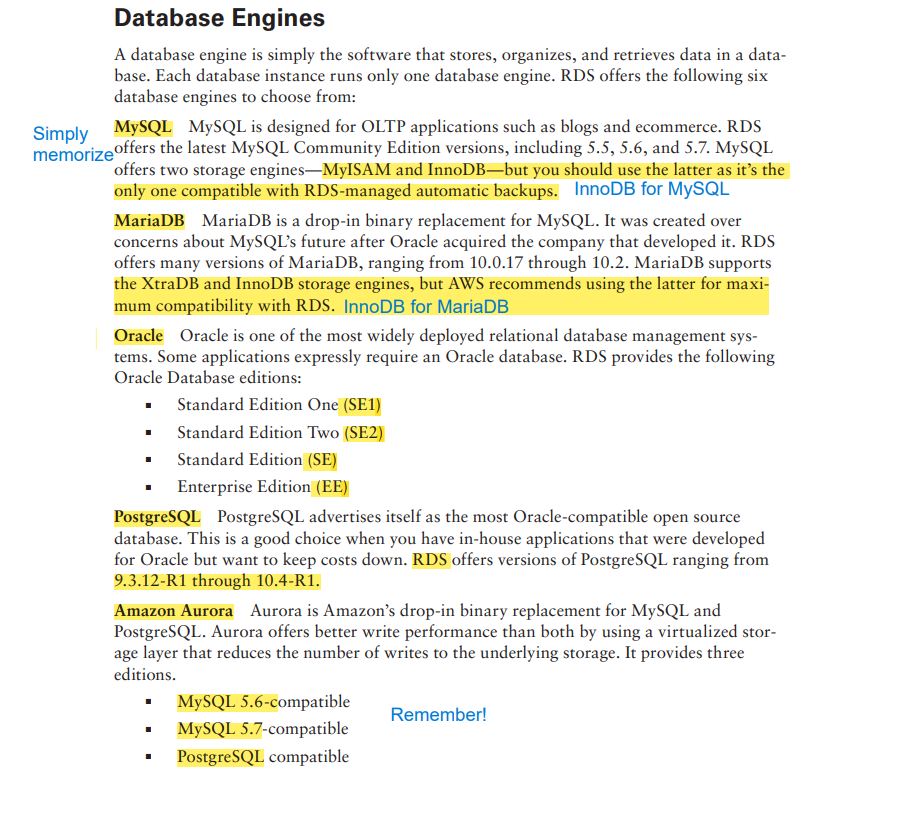 Database Engines
A database engine is simply the software that stores, organizes, and retrieves data in a data-
base. Each database instance runs only one database engine. RDS offers the following six
database engines to choose from:
Simply
memorize
MySQL MySQL is designed for OLTP applications such as blogs and ecommerce. RDS
offers the latest MySQL Community Edition versions, including 5.5, 5.6, and 5.7. MySQL
offers two storage engines—MyISAM and InnoDB—but you should use the latter as it’s the
only one compatible with RDS-managed automatic backups. InnoDB for MySQL
MariaDB MariaDB is a drop-in binary replacement for MySQL. It was created over
concerns about MySQL’s future after Oracle acquired the company that developed it. RDS
offers many versions of MariaDB, ranging from 10.0.17 through 10.2. MariaDB supports
the XtraDB and InnoDB storage engines, but AWS recommends using the latter for maxi-
mum compatibility with RDS. InnoDB for MariaDB
Oracle Oracle is one of the most widely deployed relational database management sys-
tems. Some applications expressly require an Oracle database. RDS provides the following
Oracle Database editions:
▪ Standard Edition One (SE1)
▪ Standard Edition Two (SE2)
▪ Standard Edition (SE)
▪ Enterprise Edition (EE)
PostgreSQL PostgreSQL advertises itself as the most Oracle-compatible open source
database. This is a good choice when you have in-house applications that were developed
for Oracle but want to keep costs down. RDS offers versions of PostgreSQL ranging from
9.3.12-R1 through 10.4-R1.
Amazon Aurora Aurora is Amazon’s drop-in binary replacement for MySQL and
PostgreSQL. Aurora offers better write performance than both by using a virtualized stor-
age layer that reduces the number of writes to the underlying storage. It provides three
editions.
▪ MySQL 5.6-compatible
Remember!
▪ MySQL 5.7-compatible
▪ PostgreSQL compatible